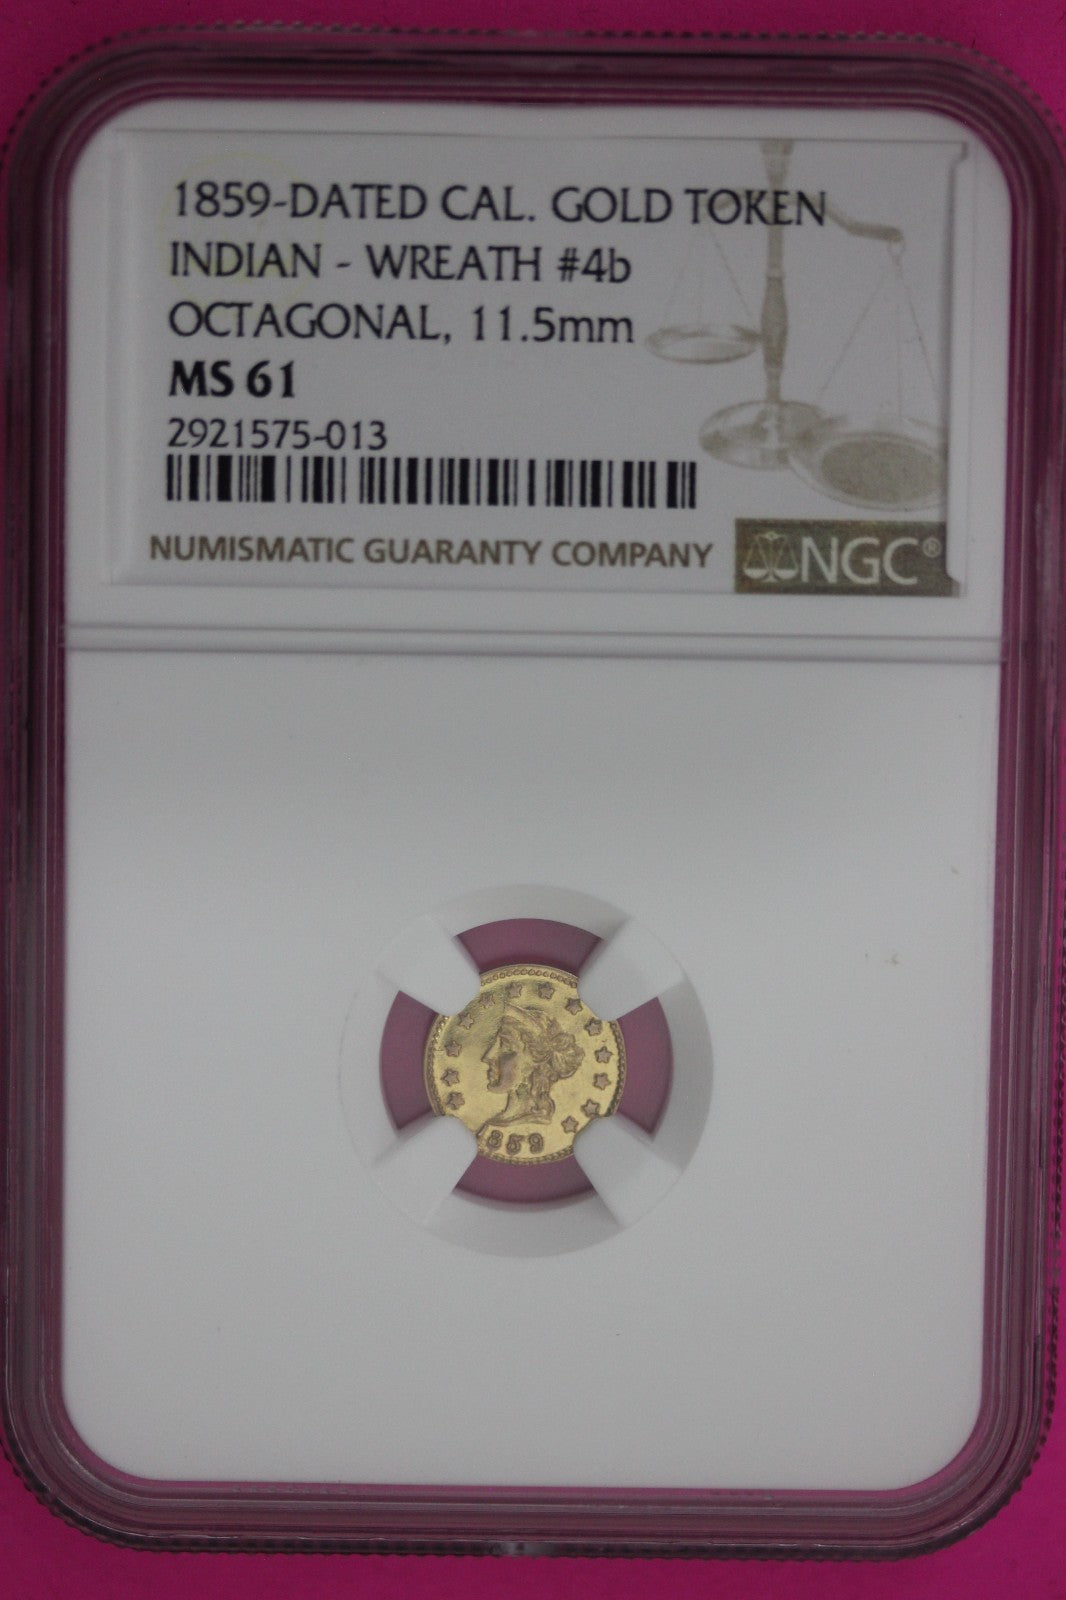 1859-DATED CAL. GOLD TOKEN
INDIAN - WREATH #4b
OCTAGONAL, 11.5mm
MS 61
2921575-013
NUMISMATIC GUARANTY COMPANY
NGC®
1859